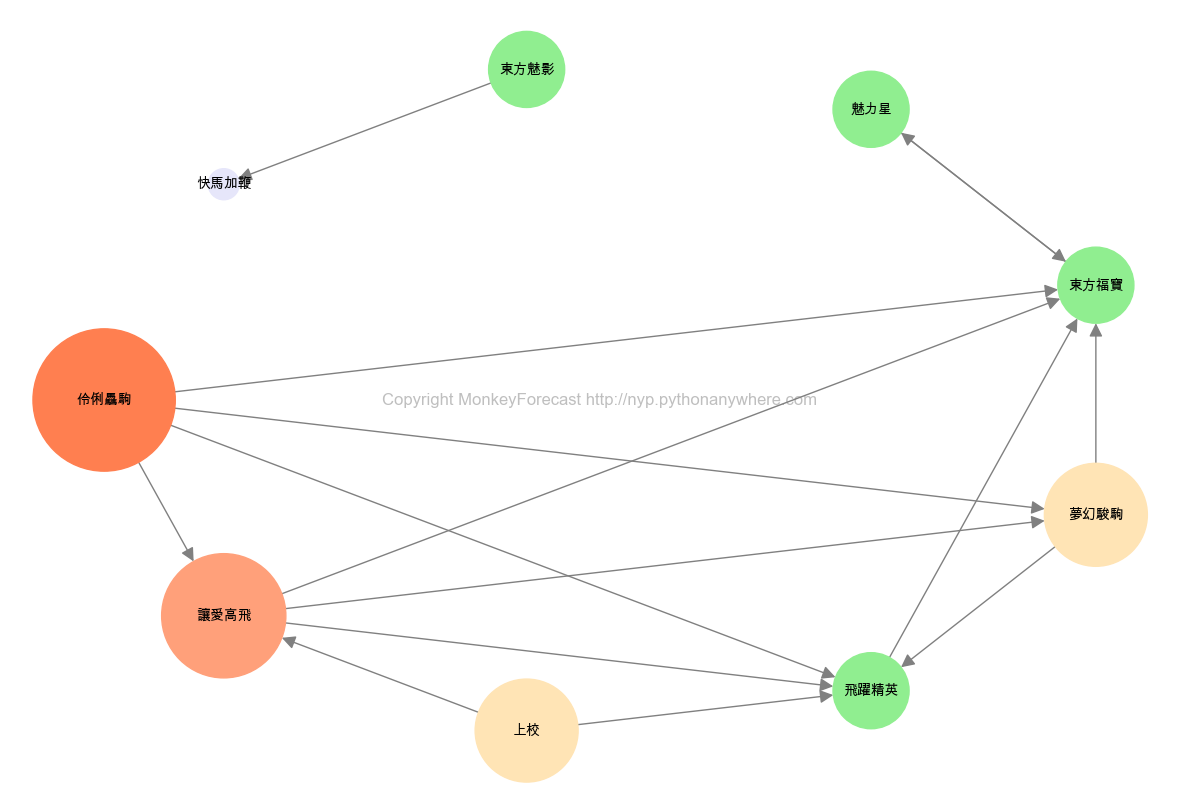 東方魅影
魅力星
快馬加鞭
東方福寶
伶俐驫駒
Copyright MonkeyForecast http://nyp.pythonanywhere.com
夢幻駿駒
讓愛高飛
飛躍精英
上校